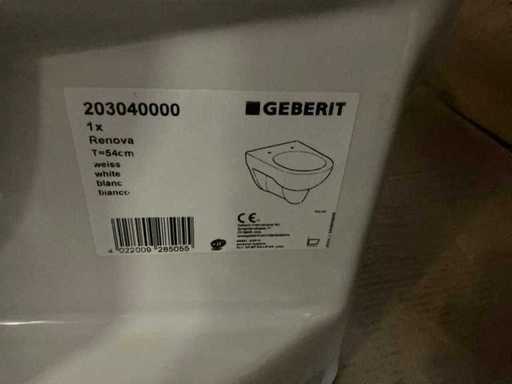 203040000
GEBERIT
1x
Renova
T=54cm
weiss
white
blanc
bianco
CE
4 022009 285055